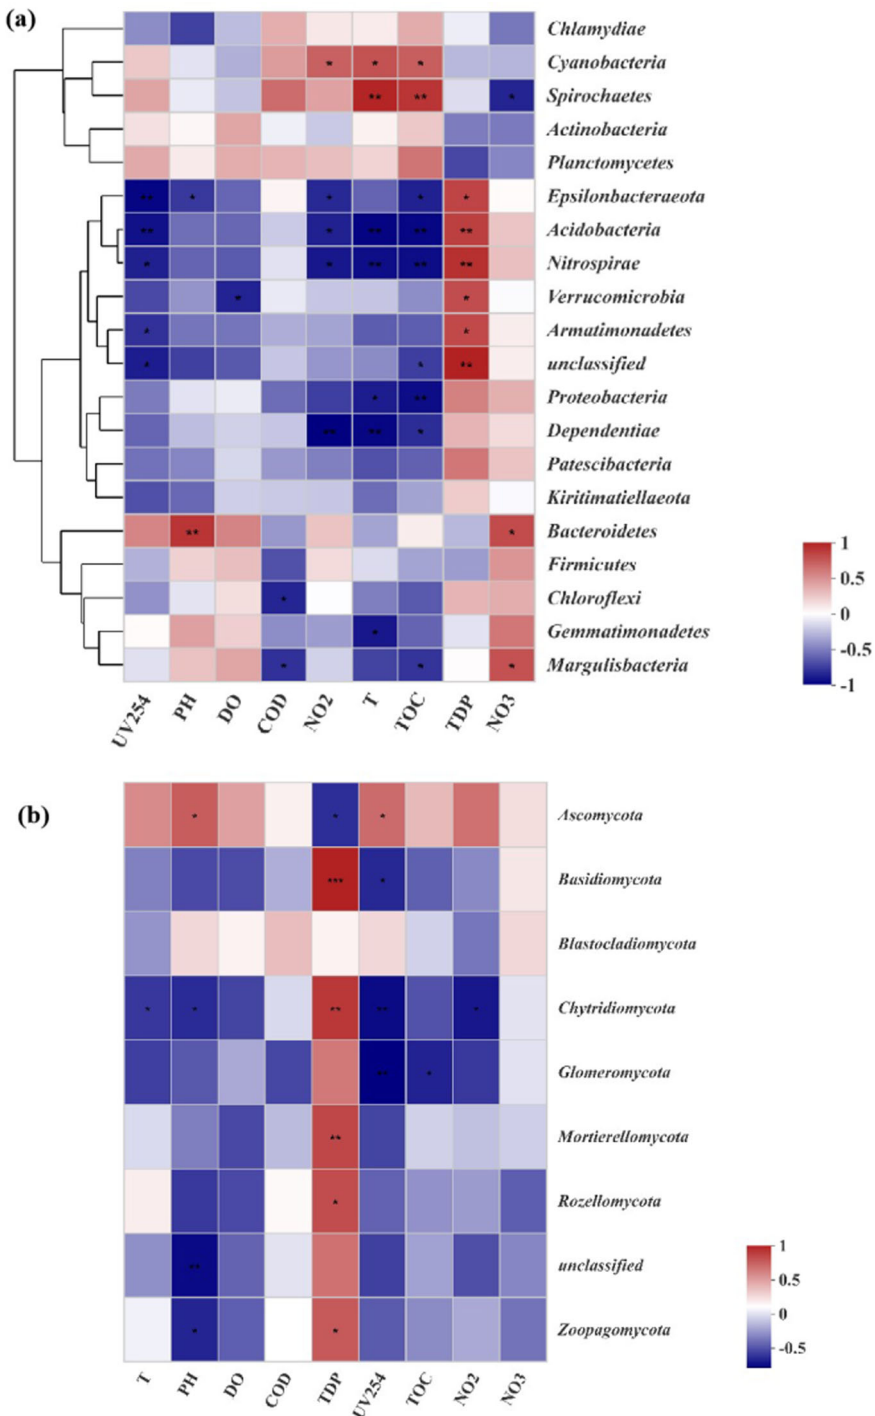 (a)
Chlamydiae
* * * Cyanobacteria
** ** * Spirochaetes
Actinobacteria
Planctomycetes
** * * * * Epsilonbacteraeota
** * ** ** ** Acidobacteria
* * ** ** ** Nitrospirae
* * Verrucomicrobia
* * Armatimonadetes
* * ** unclassified
* ** Proteobacteria
** ** * Dependentiae
Patescibacteria
Kiritimatiellaeota
** * Bacteroidetes
Firmicutes
* Chloroflexi
* Gemmatimonadetes
* * * Margulisbacteria
1
0.5
0
-0.5
-1
UV254 PH DO COD NO2 T TOC TDP NO3
(b)
* * * Ascomycota
*** * Basidiomycota
Blastocladiomycota
* * ** ** * Chytridiomycota
** * Glomeromycota
** Mortierellomycota
* Rozellomycota
** unclassified
* * Zoopagomycota
1
0.5
0
-0.5
T PH DO COD TDP UV254 TOC NO2 NO3